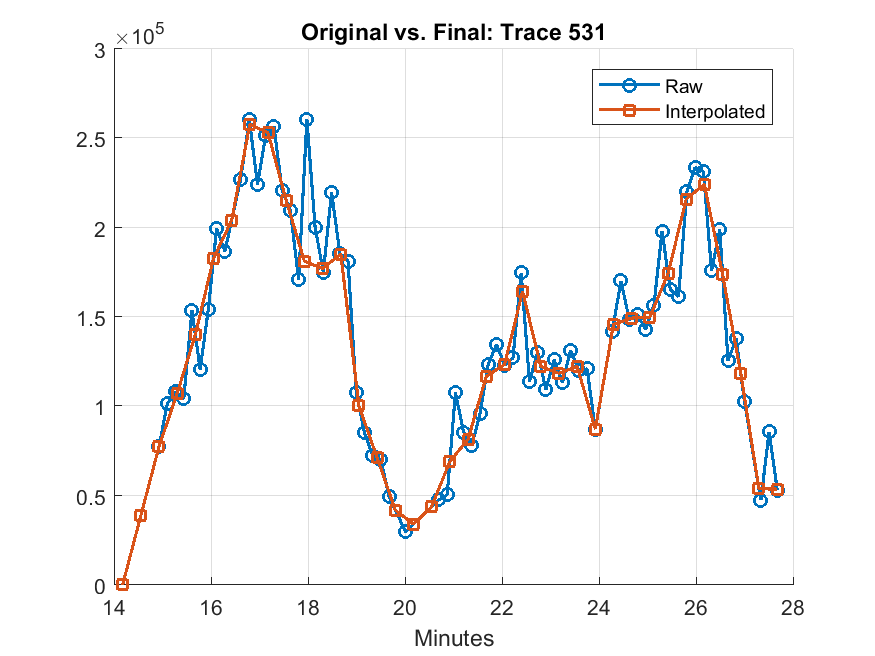 Original vs. Final: Trace 531
×10^5
3
2.5
2
1.5
1
0.5
0
14 16 18 20 22 24 26 28
Minutes
Raw
Interpolated